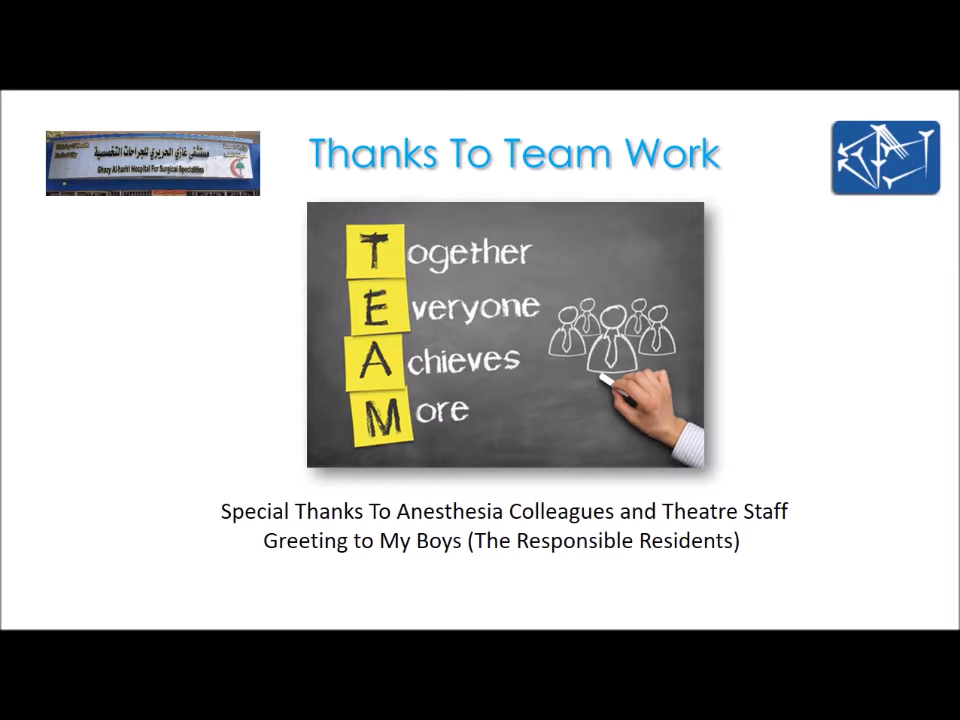 مستشفى غازي الحريري للجراحات التخصصية
Ghazy Al-hariri Hospital For Surgical Specialities
Thanks To Team Work
Together
Everyone
Achieves
More
Special Thanks To Anesthesia Colleagues and Theatre Staff
Greeting to My Boys (The Responsible Residents)